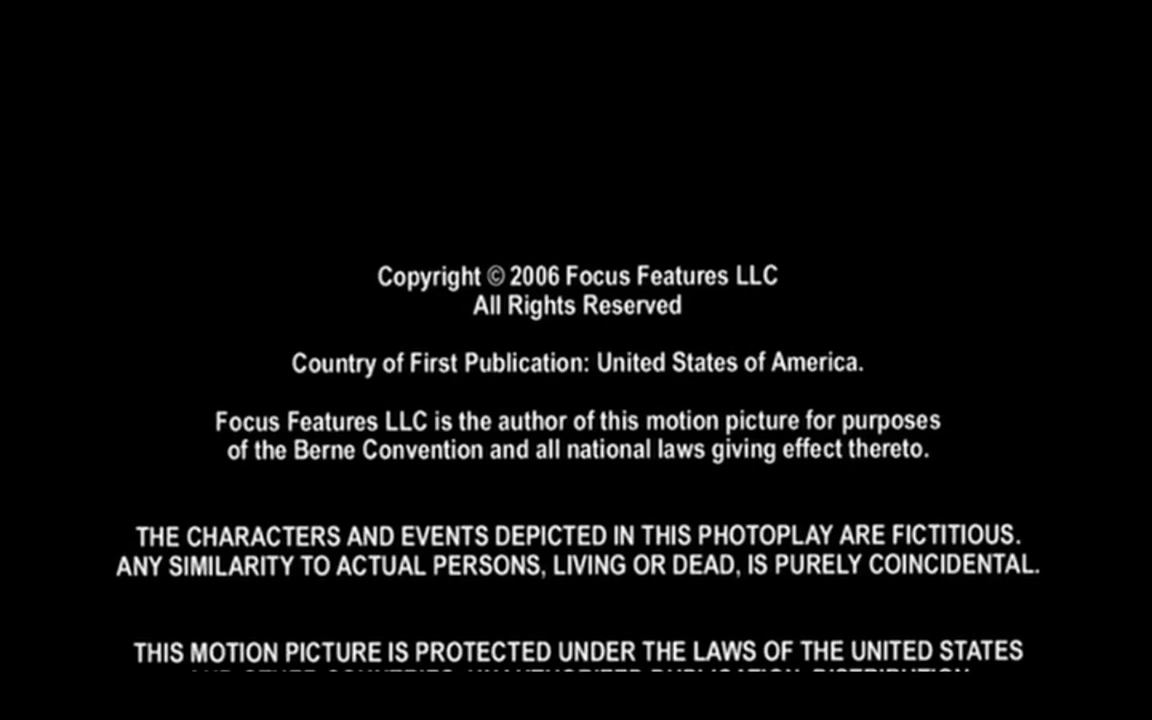 Copyright © 2006 Focus Features LLC
All Rights Reserved
Country of First Publication: United States of America.
Focus Features LLC is the author of this motion picture for purposes
of the Berne Convention and all national laws giving effect thereto.
THE CHARACTERS AND EVENTS DEPICTED IN THIS PHOTOPLAY ARE FICTITIOUS.
ANY SIMILARITY TO ACTUAL PERSONS, LIVING OR DEAD, IS PURELY COINCIDENTAL.
THIS MOTION PICTURE IS PROTECTED UNDER THE LAWS OF THE UNITED STATES